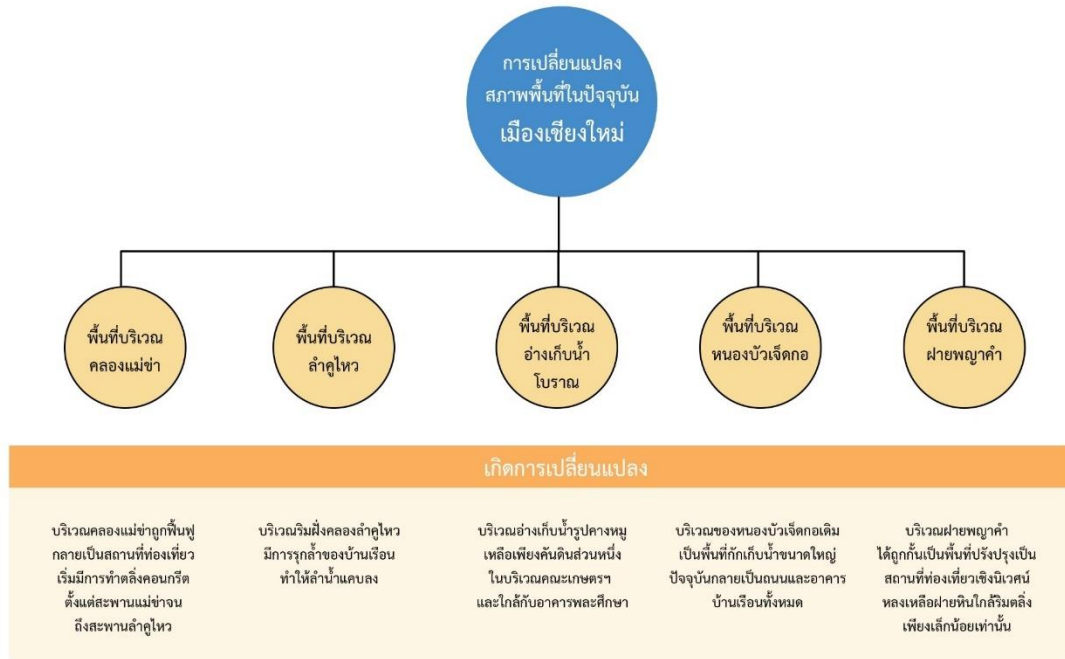 การเปลี่ยนแปลง
สภาพพื้นที่ในปัจจุบัน
เมืองเชียงใหม่
พื้นที่บริเวณ
คลองแม่ข่า
พื้นที่บริเวณ
ลำคูไหว
พื้นที่บริเวณ
อ่างเก็บน้ำ
โบราณ
พื้นที่บริเวณ
หนองบัวเจ็ดกอ
พื้นที่บริเวณ
ฝายพญาคำ
เกิดการเปลี่ยนแปลง
บริเวณคลองแม่ข่าถูกฟื้นฟู
กลายเป็นสถานที่ท่องเที่ยว
เริ่มมีการทำตลิ่งคอนกรีต
ตั้งแต่สะพานแม่ข่าจน
ถึงสะพานลำคูไหว
บริเวณริมฝั่งคลองลำคูไหว
มีการรุกล้ำของบ้านเรือน
ทำให้ลำน้ำแคบลง
บริเวณอ่างเก็บน้ำรูปคางหมู
เหลือเพียงคันดินส่วนหนึ่ง
ในบริเวณคณะเกษตรฯ
และใกล้กับอาคารพละศึกษา
บริเวณของหนองบัวเจ็ดกอเดิม
เป็นพื้นที่กักเก็บน้ำขนาดใหญ่
ปัจจุบันกลายเป็นถนนและอาคาร
บ้านเรือนทั้งหมด
บริเวณฝายพญาคำ
ได้ถูกกั้นเป็นพื้นที่ปรังปรุงเป็น
สถานที่ท่องเที่ยวเชิงนิเวศน์
หลงเหลือฝายหินใกล้ริมตลิ่ง
เพียงเล็กน้อยเท่านั้น